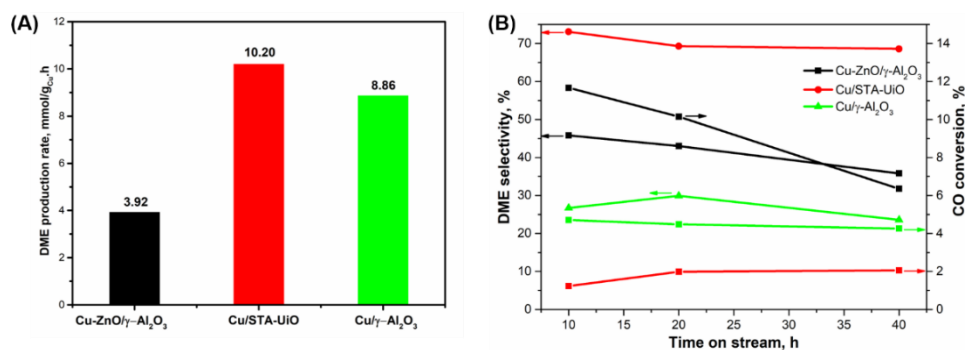 (A)
DME production rate, mmol/gCu.h
12
10
8
6
4
2
0
3.92
10.20
8.86
Cu-ZnO/γ–Al₂O₃
Cu/STA-UiO
Cu/γ–Al₂O₃
(B)
DME selectivity, %
70
60
50
40
30
20
10
0
Cu-ZnO/γ-Al₂O₃
Cu/STA-UiO
Cu/γ-Al₂O₃
14
12
10
8
6
4
2
0
CO conversion, %
10
15
20
25
30
35
40
Time on stream, h